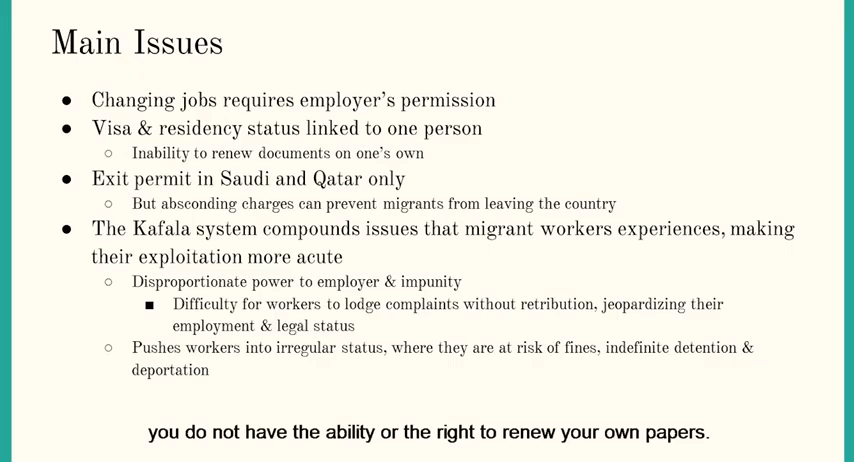 Main Issues
● Changing jobs requires employer's permission
● Visa & residency status linked to one person
○ Inability to renew documents on one's own
● Exit permit in Saudi and Qatar only
○ But absconding charges can prevent migrants from leaving the country
● The Kafala system compounds issues that migrant workers experiences, making
their exploitation more acute
○ Disproportionate power to employer & impunity
■ Difficulty for workers to lodge complaints without retribution, jeopardizing their
employment & legal status
○ Pushes workers into irregular status, where they are at risk of fines, indefinite detention &
deportation
you do not have the ability or the right to renew your own papers.